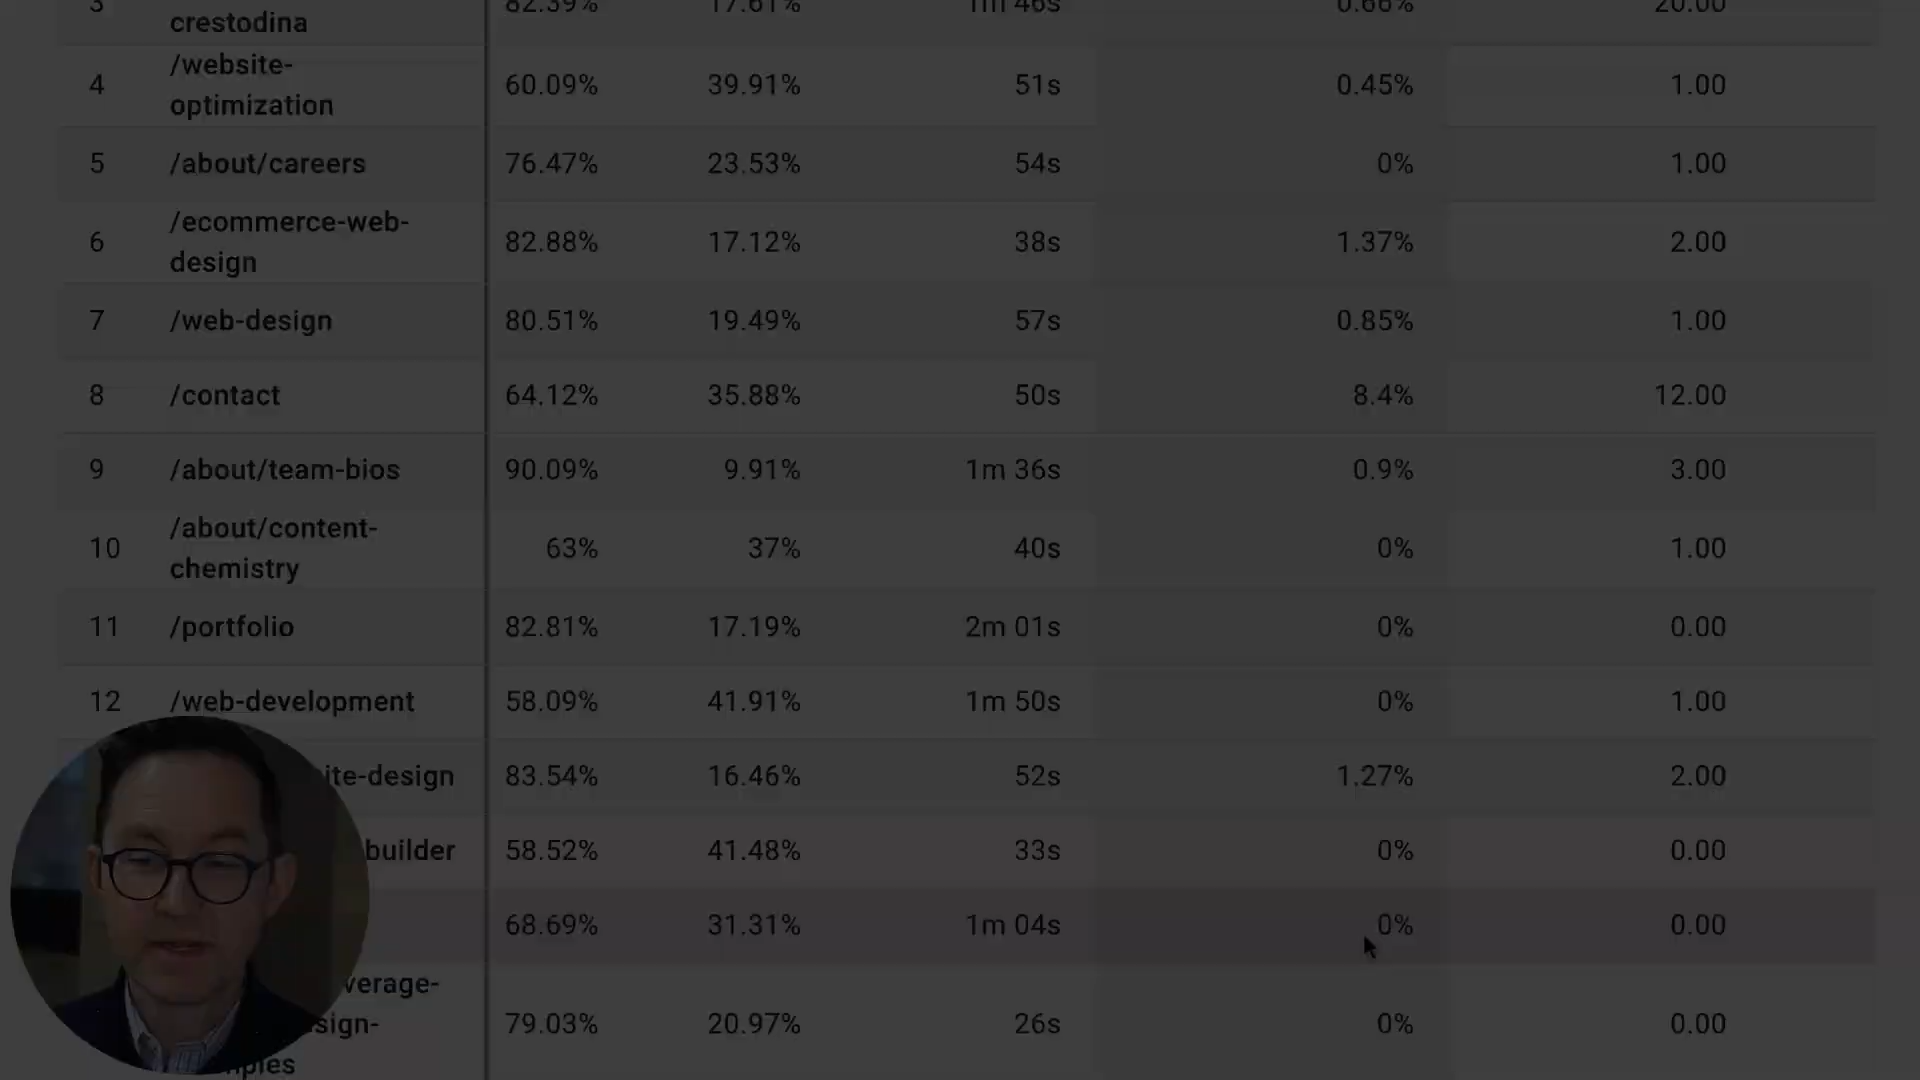 3 crestodina 82.39% 17.61% 1m 46s 0.66% 20.00
/website-
4 optimization 60.09% 39.91% 51s 0.45% 1.00
5 /about/careers 76.47% 23.53% 54s 0% 1.00
/ecommerce-web-
6 design 82.88% 17.12% 38s 1.37% 2.00
7 /web-design 80.51% 19.49% 57s 0.85% 1.00
8 /contact 64.12% 35.88% 50s 8.4% 12.00
9 /about/team-bios 90.09% 9.91% 1m 36s 0.9% 3.00
/about/content-
10 chemistry 63% 37% 40s 0% 1.00
11 /portfolio 82.81% 17.19% 2m 01s 0% 0.00
12 /web-development 58.09% 41.91% 1m 50s 0% 1.00
ite-design 83.54% 16.46% 52s 1.27% 2.00
builder 58.52% 41.48% 33s 0% 0.00
68.69% 31.31% 1m 04s 0% 0.00
verage-
sign- 79.03% 20.97% 26s 0% 0.00
mples